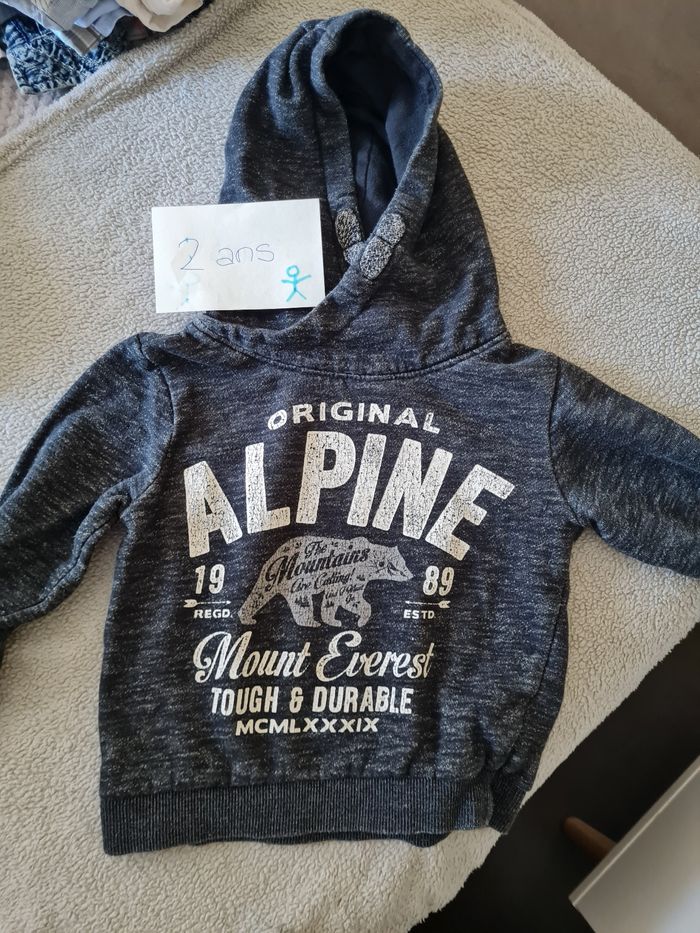 2 ans
ORIGINAL
ALPINE
The
Mountains
Are Calling
19 89
REGD. ESTD.
Mount Everest
TOUGH & DURABLE
MCMLXXXIX